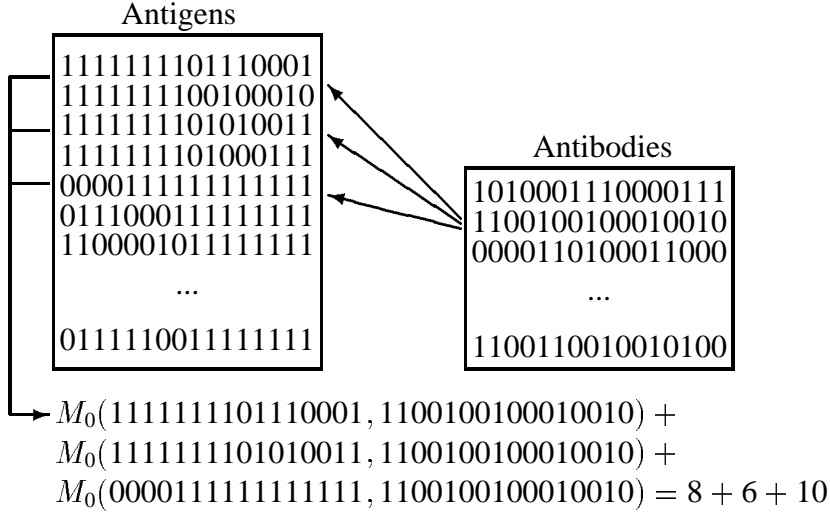 Antigens
1111111101110001
1111111100100010
1111111101010011
1111111101000111
0000111111111111
0111000111111111
1100001011111111
...
0111110011111111
Antibodies
1010001110000111
1100100100010010
0000110100011000
...
1100110010010100
M₀(1111111101110001, 1100100100010010) +
M₀(1111111101010011, 1100100100010010) +
M₀(0000111111111111, 1100100100010010) = 8 + 6 + 10